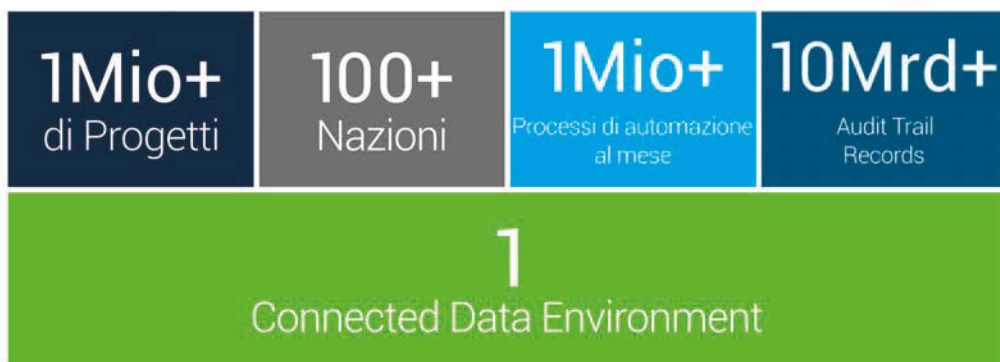 1Mio+
di Progetti
100+
Nazioni
1Mio+
Processi di automazione
al mese
10Mrd+
Audit Trail
Records
1
Connected Data Environment